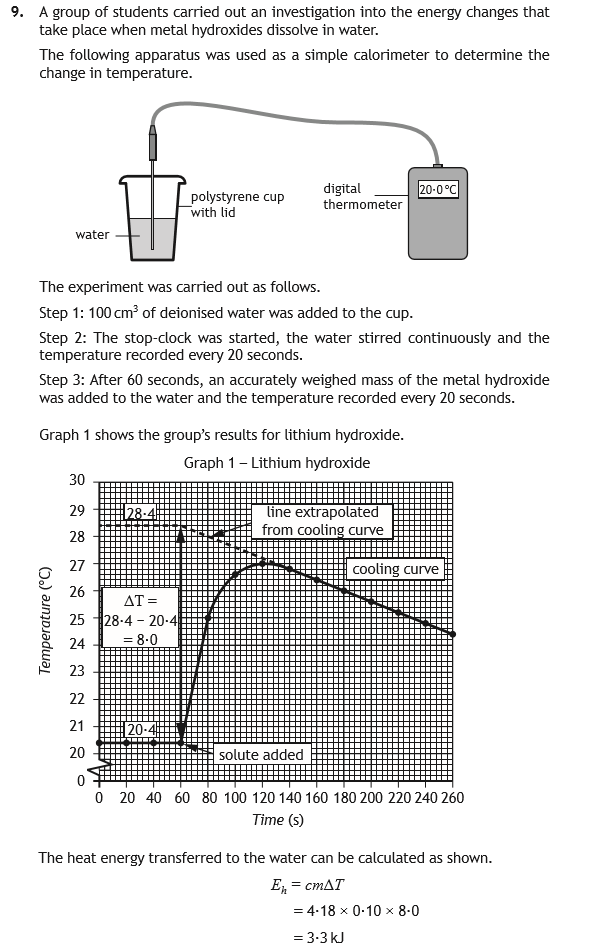 9. A group of students carried out an investigation into the energy changes that
take place when metal hydroxides dissolve in water.
The following apparatus was used as a simple calorimeter to determine the
change in temperature.
polystyrene cup
with lid
digital
thermometer
20·0 °C
water
The experiment was carried out as follows.
Step 1: 100 cm³ of deionised water was added to the cup.
Step 2: The stop-clock was started, the water stirred continuously and the
temperature recorded every 20 seconds.
Step 3: After 60 seconds, an accurately weighed mass of the metal hydroxide
was added to the water and the temperature recorded every 20 seconds.
Graph 1 shows the group's results for lithium hydroxide.
Graph 1 – Lithium hydroxide
30
29
28
27
26
25
24
23
22
21
20
0
Temperature (°C)
28·4
line extrapolated
from cooling curve
cooling curve
ΔT =
28·4 – 20·4
= 8·0
20·4
solute added
0 20 40 60 80 100 120 140 160 180 200 220 240 260
Time (s)
The heat energy transferred to the water can be calculated as shown.
Eₕ = cmΔT
= 4·18 × 0·10 × 8·0
= 3·3 kJ